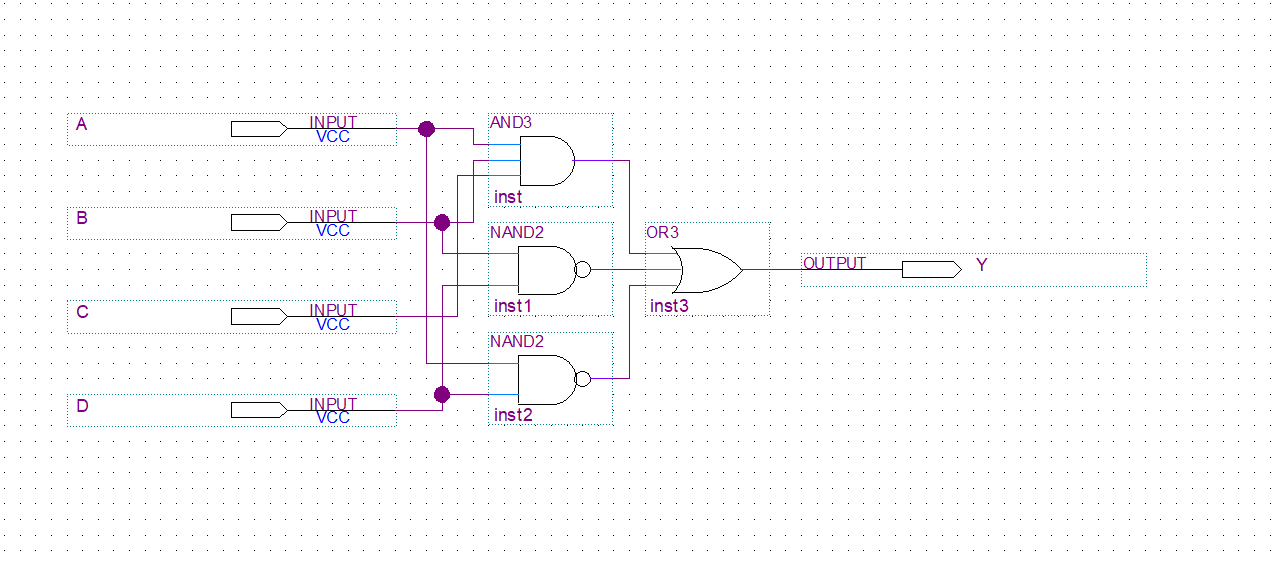 A
INPUT
VCC
AND3
inst
B
INPUT
VCC
NAND2
inst1
OR3
inst3
OUTPUT
Y
C
INPUT
VCC
NAND2
inst2
D
INPUT
VCC